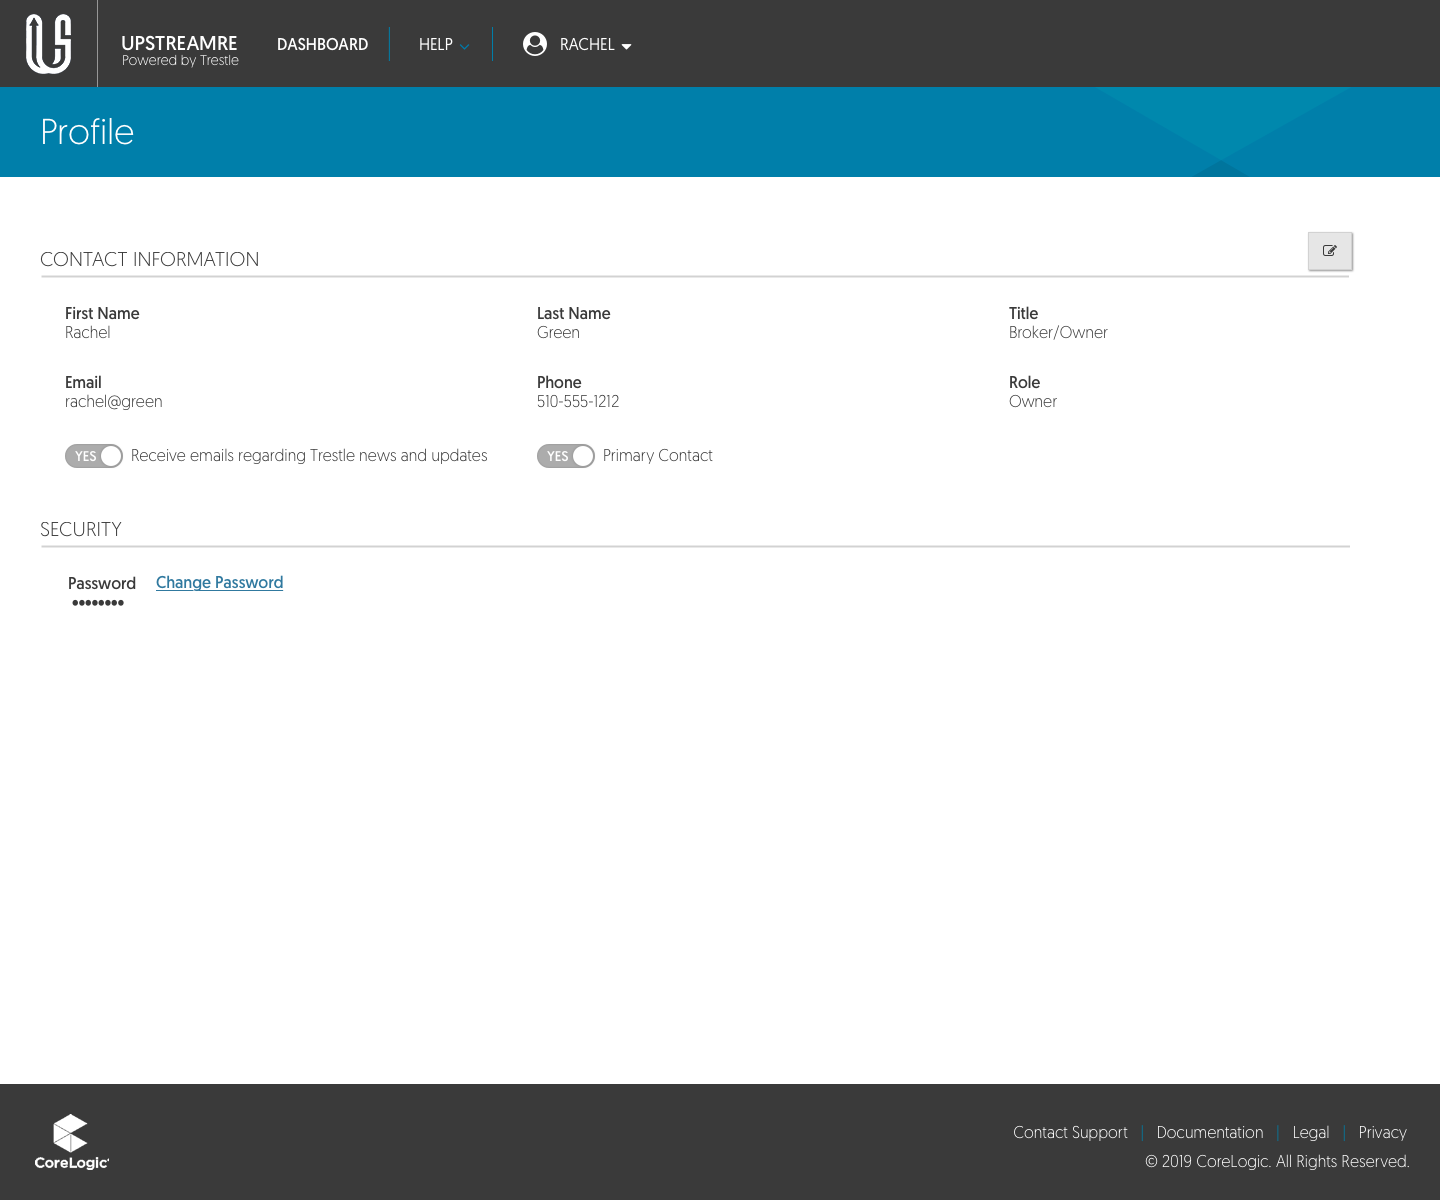 UPSTREAMRE
Powered by Trestle
DASHBOARD
HELP
RACHEL
Profile
CONTACT INFORMATION
First Name
Rachel
Last Name
Green
Title
Broker/Owner
Email
rachel@green
Phone
510-555-1212
Role
Owner
YES Receive emails regarding Trestle news and updates
YES Primary Contact
SECURITY
Password Change Password
••••••••
CoreLogic
Contact Support | Documentation | Legal | Privacy
© 2019 CoreLogic. All Rights Reserved.